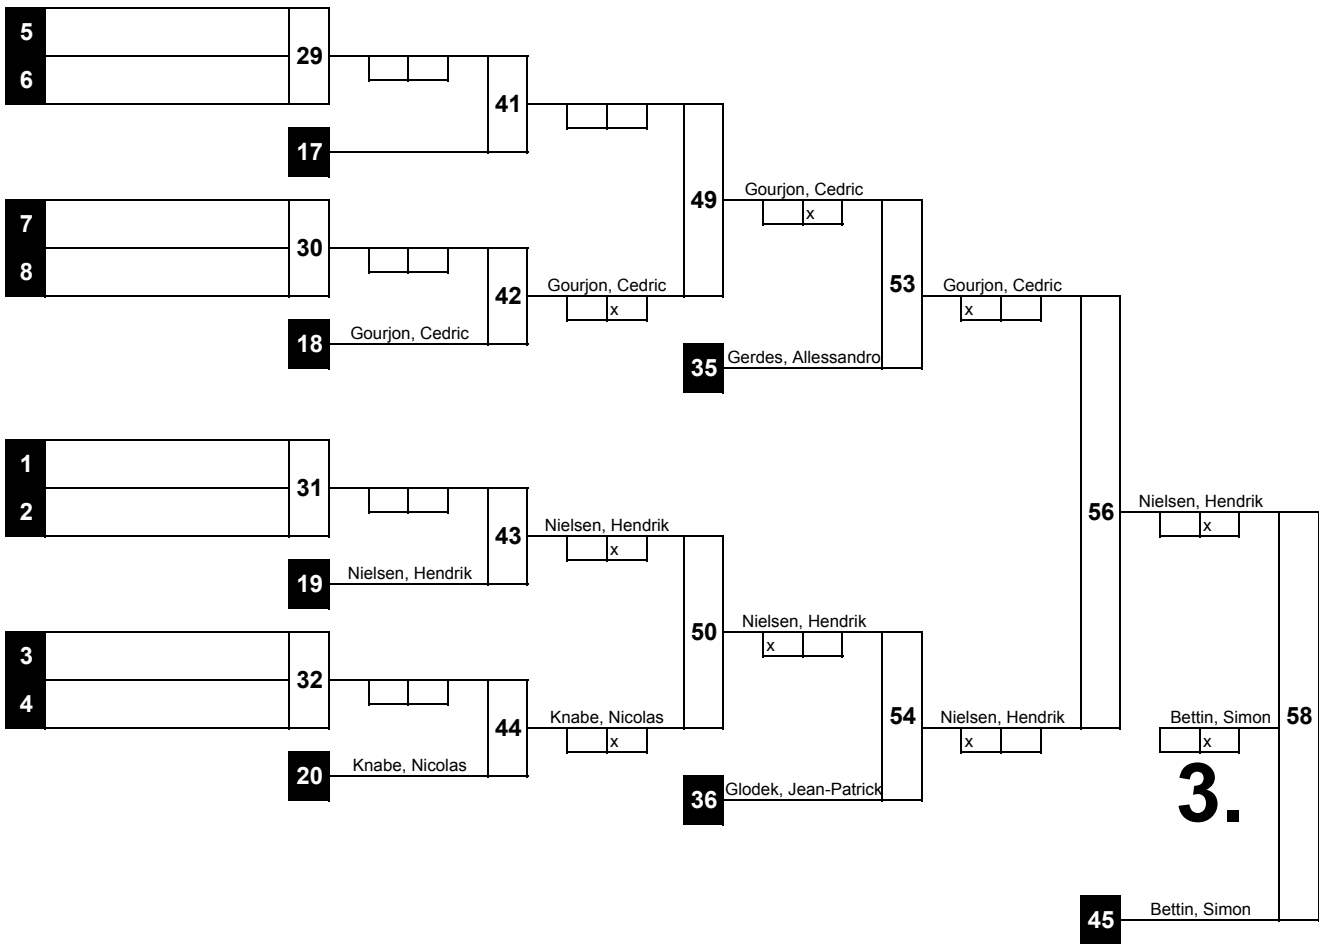 5
29
6
41
17
7
49 Gourjon, Cedric
x
30
8
42 Gourjon, Cedric
x
53 Gourjon, Cedric
x
18 Gourjon, Cedric
35 Gerdes, Allessandro
1
31
2
43 Nielsen, Hendrik
x
56 Nielsen, Hendrik
x
19 Nielsen, Hendrik
3
50 Nielsen, Hendrik
x
32
4
44 Knabe, Nicolas
x
54 Nielsen, Hendrik
x
Bettin, Simon 58
x
20 Knabe, Nicolas
36 Glodek, Jean-Patrick
3.
45 Bettin, Simon